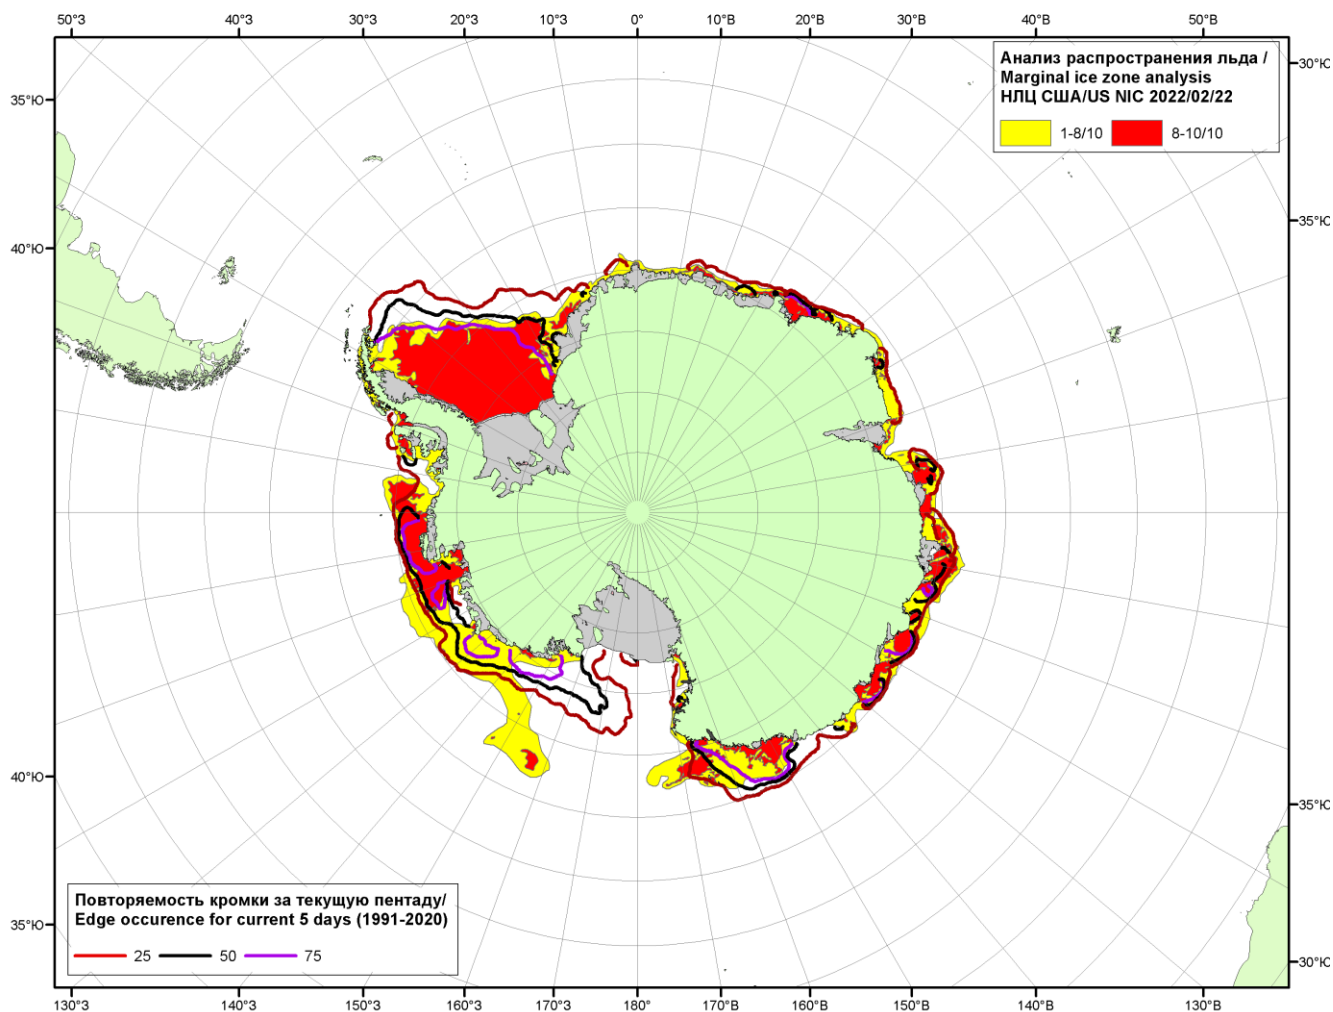 50°З 40°З 30°З 20°З 10°З 0° 10°В 20°В 30°В 40°В 50°В
Анализ распространения льда /
Marginal ice zone analysis
НЛЦ США/US NIC 2022/02/22
1-8/10 8-10/10
30°Ю
35°Ю
35°Ю
40°Ю
40°Ю
35°Ю
Повторяемость кромки за текущую пентаду/
Edge occurence for current 5 days (1991-2020)
25 50 75
35°Ю
30°Ю
130°З 140°З 150°З 160°З 170°З 180° 170°В 160°В 150°В 140°В 130°В